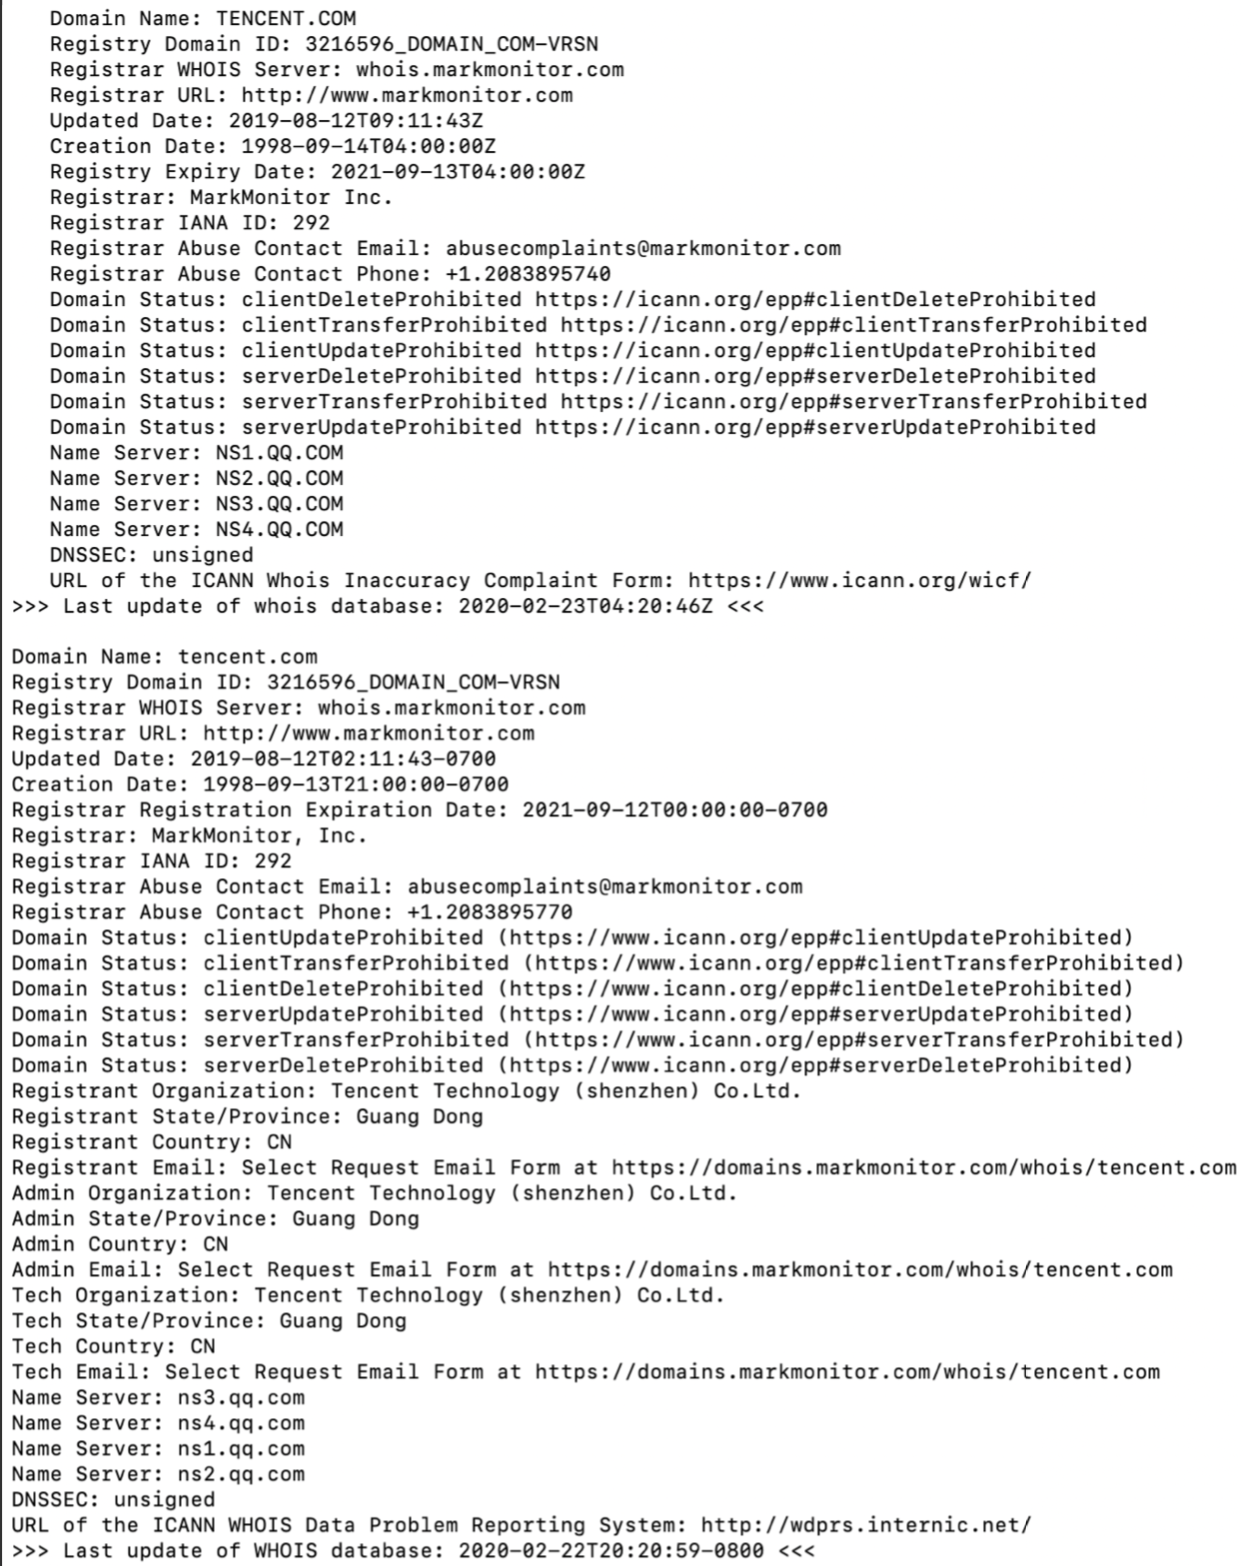 Domain Name: TENCENT.COM
Registry Domain ID: 3216596_DOMAIN_COM-VRSN
Registrar WHOIS Server: whois.markmonitor.com
Registrar URL: http://www.markmonitor.com
Updated Date: 2019-08-12T09:11:43Z
Creation Date: 1998-09-14T04:00:00Z
Registry Expiry Date: 2021-09-13T04:00:00Z
Registrar: MarkMonitor Inc.
Registrar IANA ID: 292
Registrar Abuse Contact Email: abusecomplaints@markmonitor.com
Registrar Abuse Contact Phone: +1.2083895740
Domain Status: clientDeleteProhibited https://icann.org/epp#clientDeleteProhibited
Domain Status: clientTransferProhibited https://icann.org/epp#clientTransferProhibited
Domain Status: clientUpdateProhibited https://icann.org/epp#clientUpdateProhibited
Domain Status: serverDeleteProhibited https://icann.org/epp#serverDeleteProhibited
Domain Status: serverTransferProhibited https://icann.org/epp#serverTransferProhibited
Domain Status: serverUpdateProhibited https://icann.org/epp#serverUpdateProhibited
Name Server: NS1.QQ.COM
Name Server: NS2.QQ.COM
Name Server: NS3.QQ.COM
Name Server: NS4.QQ.COM
DNSSEC: unsigned
URL of the ICANN Whois Inaccuracy Complaint Form: https://www.icann.org/wicf/
>>> Last update of whois database: 2020-02-23T04:20:46Z <<<
Domain Name: tencent.com
Registry Domain ID: 3216596_DOMAIN_COM-VRSN
Registrar WHOIS Server: whois.markmonitor.com
Registrar URL: http://www.markmonitor.com
Updated Date: 2019-08-12T02:11:43-0700
Creation Date: 1998-09-13T21:00:00-0700
Registrar Registration Expiration Date: 2021-09-12T00:00:00-0700
Registrar: MarkMonitor, Inc.
Registrar IANA ID: 292
Registrar Abuse Contact Email: abusecomplaints@markmonitor.com
Registrar Abuse Contact Phone: +1.2083895770
Domain Status: clientUpdateProhibited (https://www.icann.org/epp#clientUpdateProhibited)
Domain Status: clientTransferProhibited (https://www.icann.org/epp#clientTransferProhibited)
Domain Status: clientDeleteProhibited (https://www.icann.org/epp#clientDeleteProhibited)
Domain Status: serverUpdateProhibited (https://www.icann.org/epp#serverUpdateProhibited)
Domain Status: serverTransferProhibited (https://www.icann.org/epp#serverTransferProhibited)
Domain Status: serverDeleteProhibited (https://www.icann.org/epp#serverDeleteProhibited)
Registrant Organization: Tencent Technology (shenzhen) Co.Ltd.
Registrant State/Province: Guang Dong
Registrant Country: CN
Registrant Email: Select Request Email Form at https://domains.markmonitor.com/whois/tencent.com
Admin Organization: Tencent Technology (shenzhen) Co.Ltd.
Admin State/Province: Guang Dong
Admin Country: CN
Admin Email: Select Request Email Form at https://domains.markmonitor.com/whois/tencent.com
Tech Organization: Tencent Technology (shenzhen) Co.Ltd.
Tech State/Province: Guang Dong
Tech Country: CN
Tech Email: Select Request Email Form at https://domains.markmonitor.com/whois/tencent.com
Name Server: ns3.qq.com
Name Server: ns4.qq.com
Name Server: ns1.qq.com
Name Server: ns2.qq.com
DNSSEC: unsigned
URL of the ICANN WHOIS Data Problem Reporting System: http://wdprs.internic.net/
>>> Last update of WHOIS database: 2020-02-22T20:20:59-0800 <<<